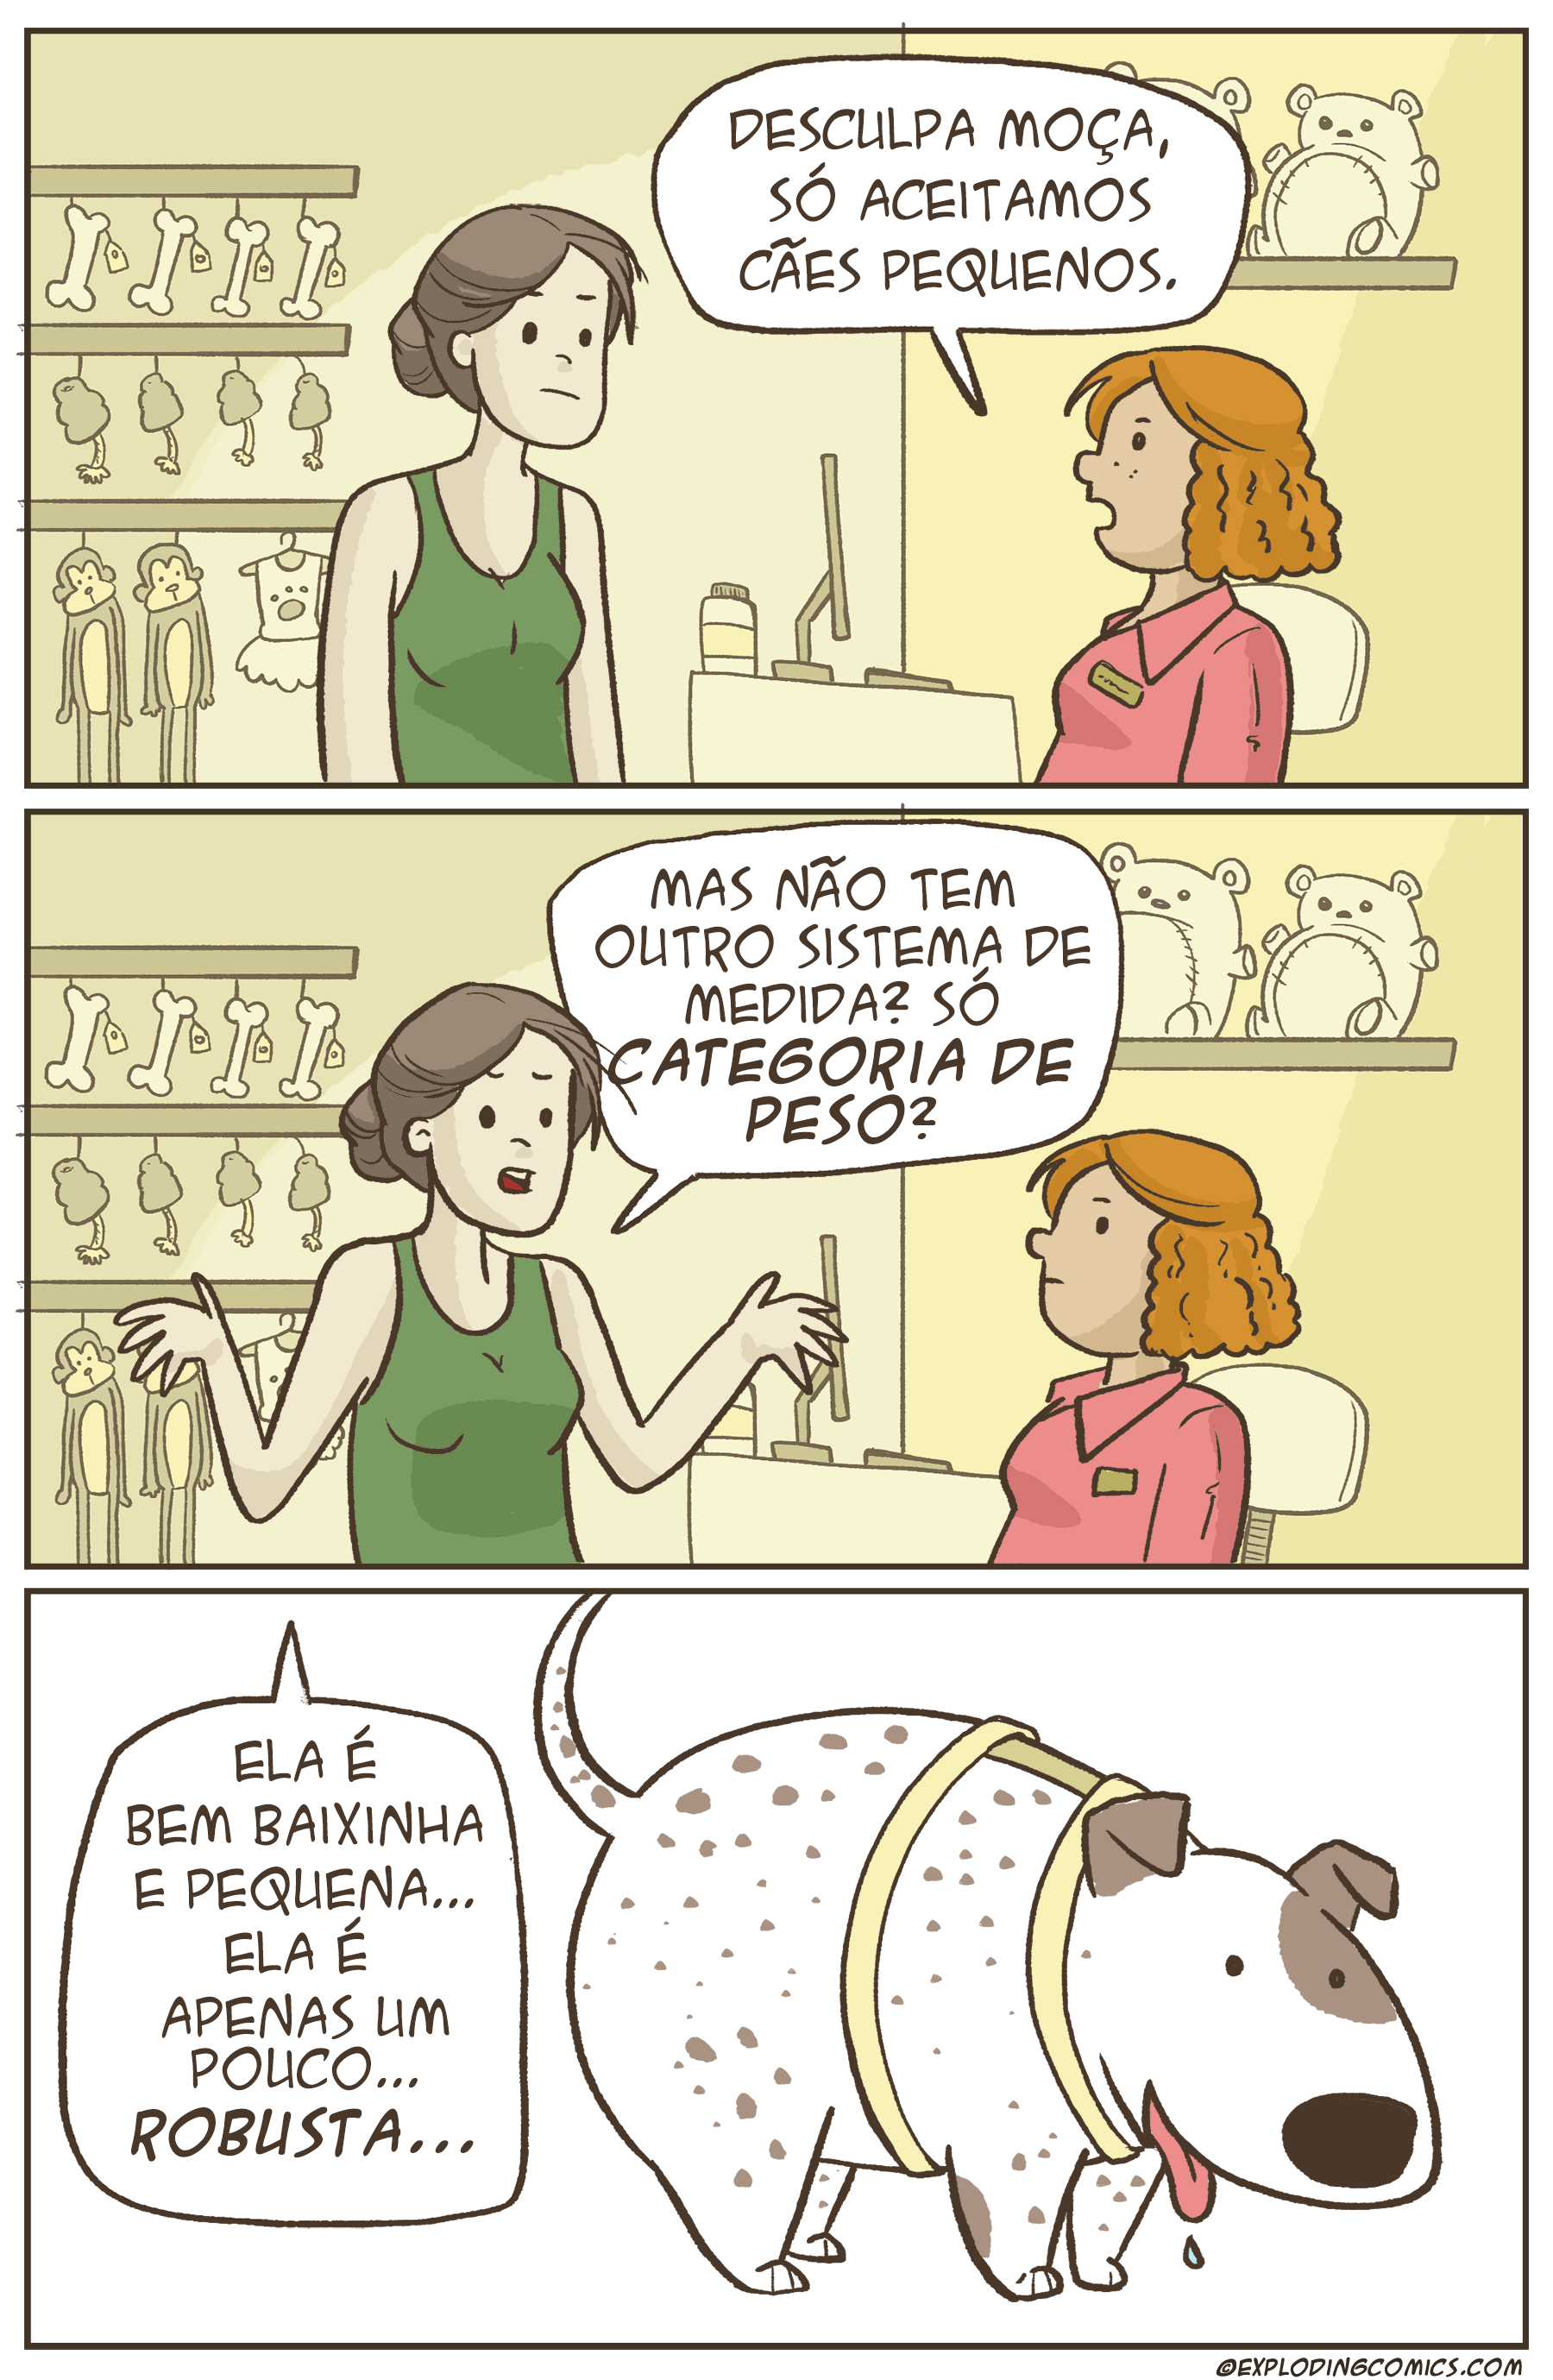 DESCULPA MOÇA,
SÓ ACEITAMOS
CÃES PEQUENOS.
MAS NÃO TEM
OUTRO SISTEMA DE
MEDIDA? SÓ
CATEGORIA DE
PESO?
ELA É
BEM BAIXINHA
E PEQUENA...
ELA É
APENAS UM
POUCO...
ROBUSTA...
©EXPLODINGCOMICS.COM